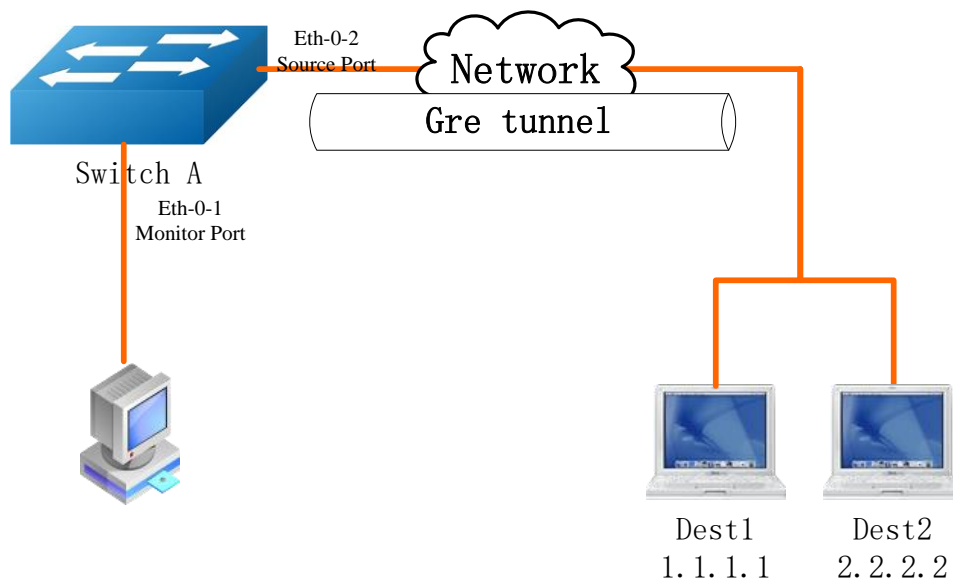 Eth-0-2
Source Port
Network
Gre tunnel
Switch A
Eth-0-1
Monitor Port
Dest1
1.1.1.1
Dest2
2.2.2.2